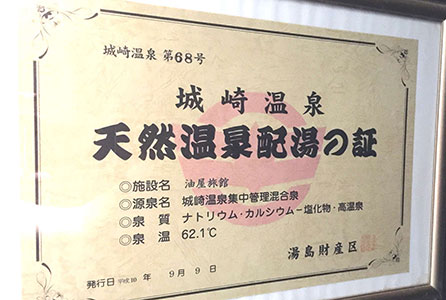 城崎温泉 第68号
城崎温泉
天然温泉配湯の証
◎施設名 油屋旅館
◎源泉名 城崎温泉集中管理混合泉
◎泉質 ナトリウム・カルシウム－塩化物・高温泉
◎泉温 62.1℃
湯島財産区
発行日 平成 10 年 9月9日